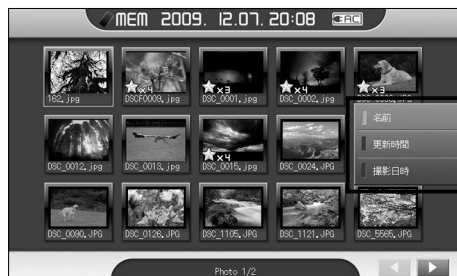 MEM 2009. 12.07. 20:08 AC
162.jpg DSCF0009.jpg DSC_0001.jpg DSC_0002.jpg
×4 ×3 ×4 ×3
名前
更新時間
撮影日時
DSC_0012.jpg DSC_0013.jpg DSC_0015.jpg DSC_0024.JPG
×4
DSC_0090.JPG DSC_0126.JPG DSC_1105.JPG DSC_1121.JPG DSC_5565.JPG
Photo 1/2